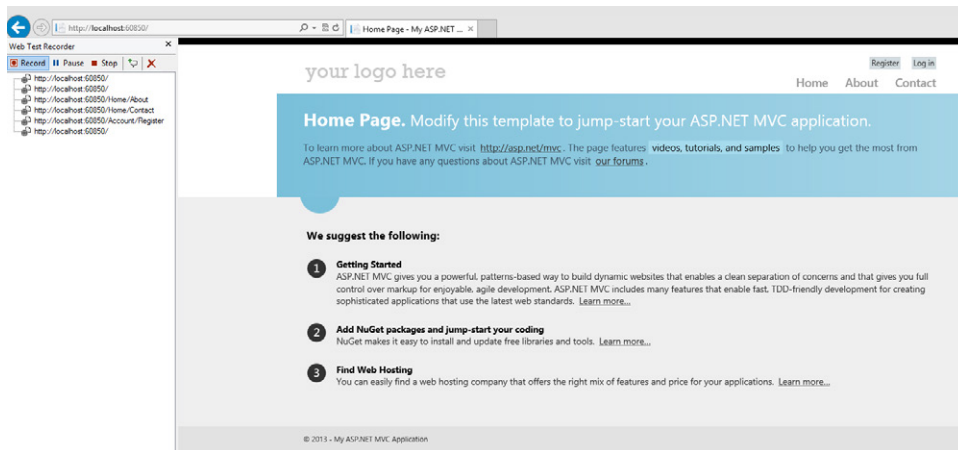 http://localhost:60850/
Home Page - My ASP.NET ...
Web Test Recorder
Record Pause Stop
http://localhost:60850/
http://localhost:60850/
http://localhost:60850/Home/About
http://localhost:60850/Home/Contact
http://localhost:60850/Account/Register
http://localhost:60850/
Register Log in
your logo here
Home About Contact
Home Page. Modify this template to jump-start your ASP.NET MVC application.
To learn more about ASP.NET MVC visit http://asp.net/mvc. The page features videos, tutorials, and samples to help you get the most from
ASP.NET MVC. If you have any questions about ASP.NET MVC visit our forums.
We suggest the following:
1 Getting Started
ASP.NET MVC gives you a powerful, patterns-based way to build dynamic websites that enables a clean separation of concerns and that gives you full
control over markup for enjoyable, agile development. ASP.NET MVC includes many features that enable fast, TDD-friendly development for creating
sophisticated applications that use the latest web standards. Learn more...
2 Add NuGet packages and jump-start your coding
NuGet makes it easy to install and update free libraries and tools. Learn more...
3 Find Web Hosting
You can easily find a web hosting company that offers the right mix of features and price for your applications. Learn more...
© 2013 - My ASP.NET MVC Application